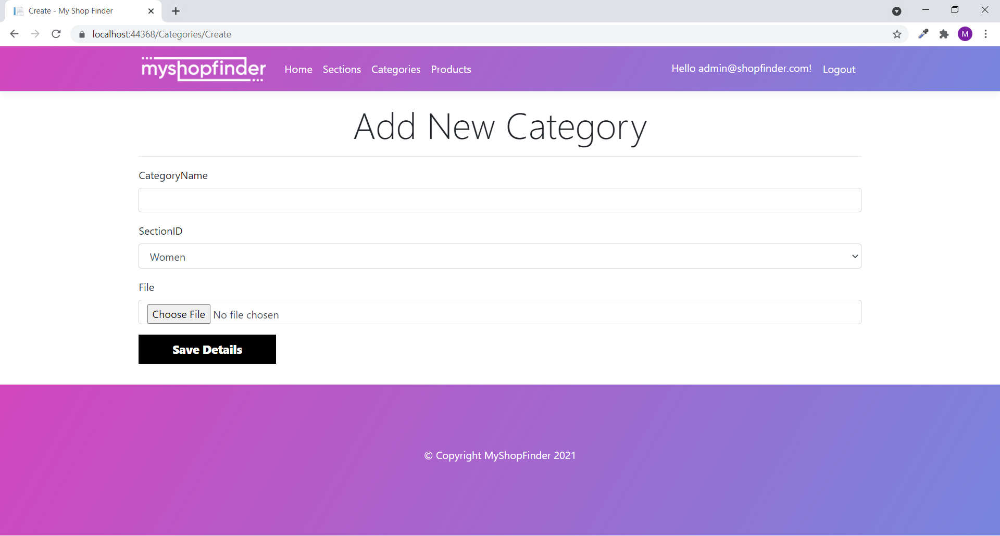 Create - My Shop Finder
localhost:44368/Categories/Create
M
myshopfinder Home Sections Categories Products Hello admin@shopfinder.com! Logout
Add New Category
CategoryName
SectionID
Women
File
Choose File No file chosen
Save Details
© Copyright MyShopFinder 2021